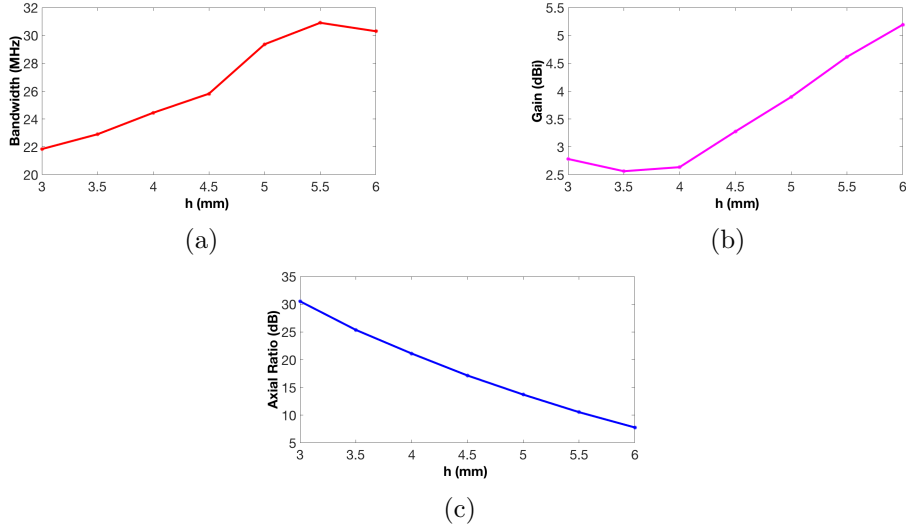 32
30
28
26
24
22
20
Bandwidth (MHz)
3 3.5 4 4.5 5 5.5 6
h (mm)
(a)
5.5
5
4.5
4
3.5
3
2.5
Gain (dBi)
3 3.5 4 4.5 5 5.5 6
h (mm)
(b)
35
30
25
20
15
10
5
Axial Ratio (dB)
3 3.5 4 4.5 5 5.5 6
h (mm)
(c)